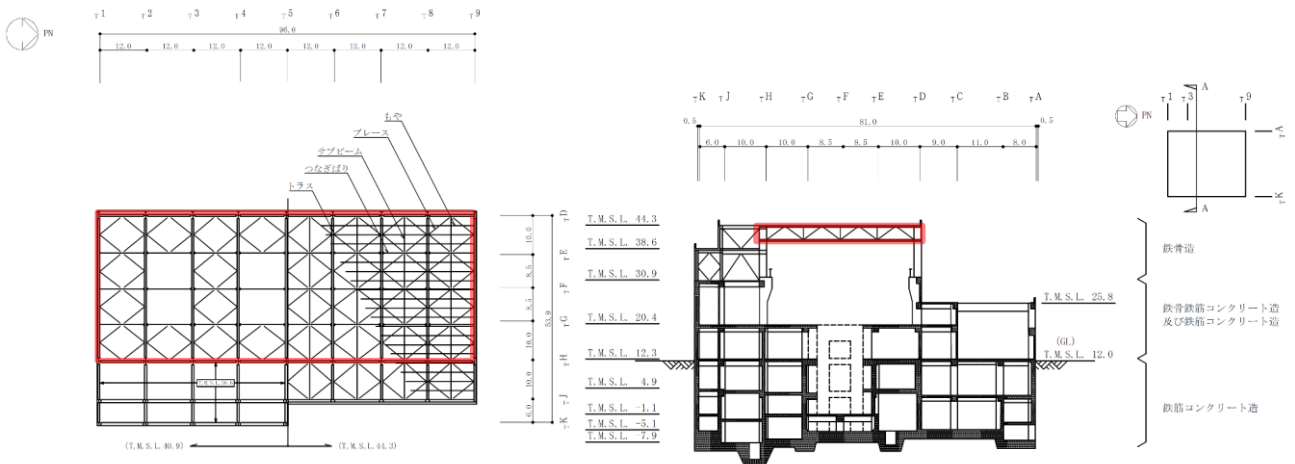 PN
T1 T2 T3 T4 T5 T6 T7 T8 T9
96.0
12.0 12.0 12.0 12.0 12.0 12.0 12.0 12.0
もや
ブレース
サブビーム
つなぎばり
トラス
TD
10.0
TE
8.5
TF
8.5
53.0
TG
10.0
TH
10.0
TJ
6.0
TK
(T.M.S.L.40.9)
(T.M.S.L.44.3)
TK TJ TH TG TF TE TD TC TB TA
0.5 81.0 0.5
6.0 10.0 10.0 8.5 8.5 10.0 9.0 11.0 8.0
T.M.S.L. 44.3
T.M.S.L. 38.6
T.M.S.L. 30.9
T.M.S.L. 20.4
T.M.S.L. 12.3
T.M.S.L. 4.9
T.M.S.L. -1.1
T.M.S.L. -5.1
T.M.S.L. -7.9
T.M.S.L. 25.8
(GL)
T.M.S.L. 12.0
PN
T1 T3 A T9
TA
TK
A
鉄骨造
鉄骨鉄筋コンクリート造
及び鉄筋コンクリート造
鉄筋コンクリート造